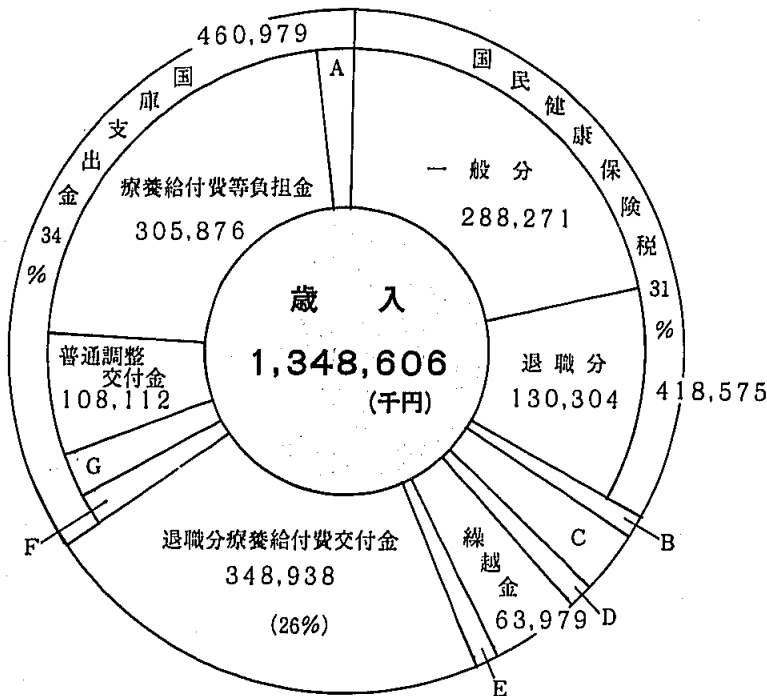 460,979
国庫支出金 34%
国民健康保険税 31%
418,575
A
一般分
288,271
療養給付費等負担金
305,876
歳入
1,348,606
(千円)
退職分
130,304
普通調整
交付金
108,112
G
F
退職分療養給付費交付金
348,938
(26%)
繰越金
63,979
C
B
D
E